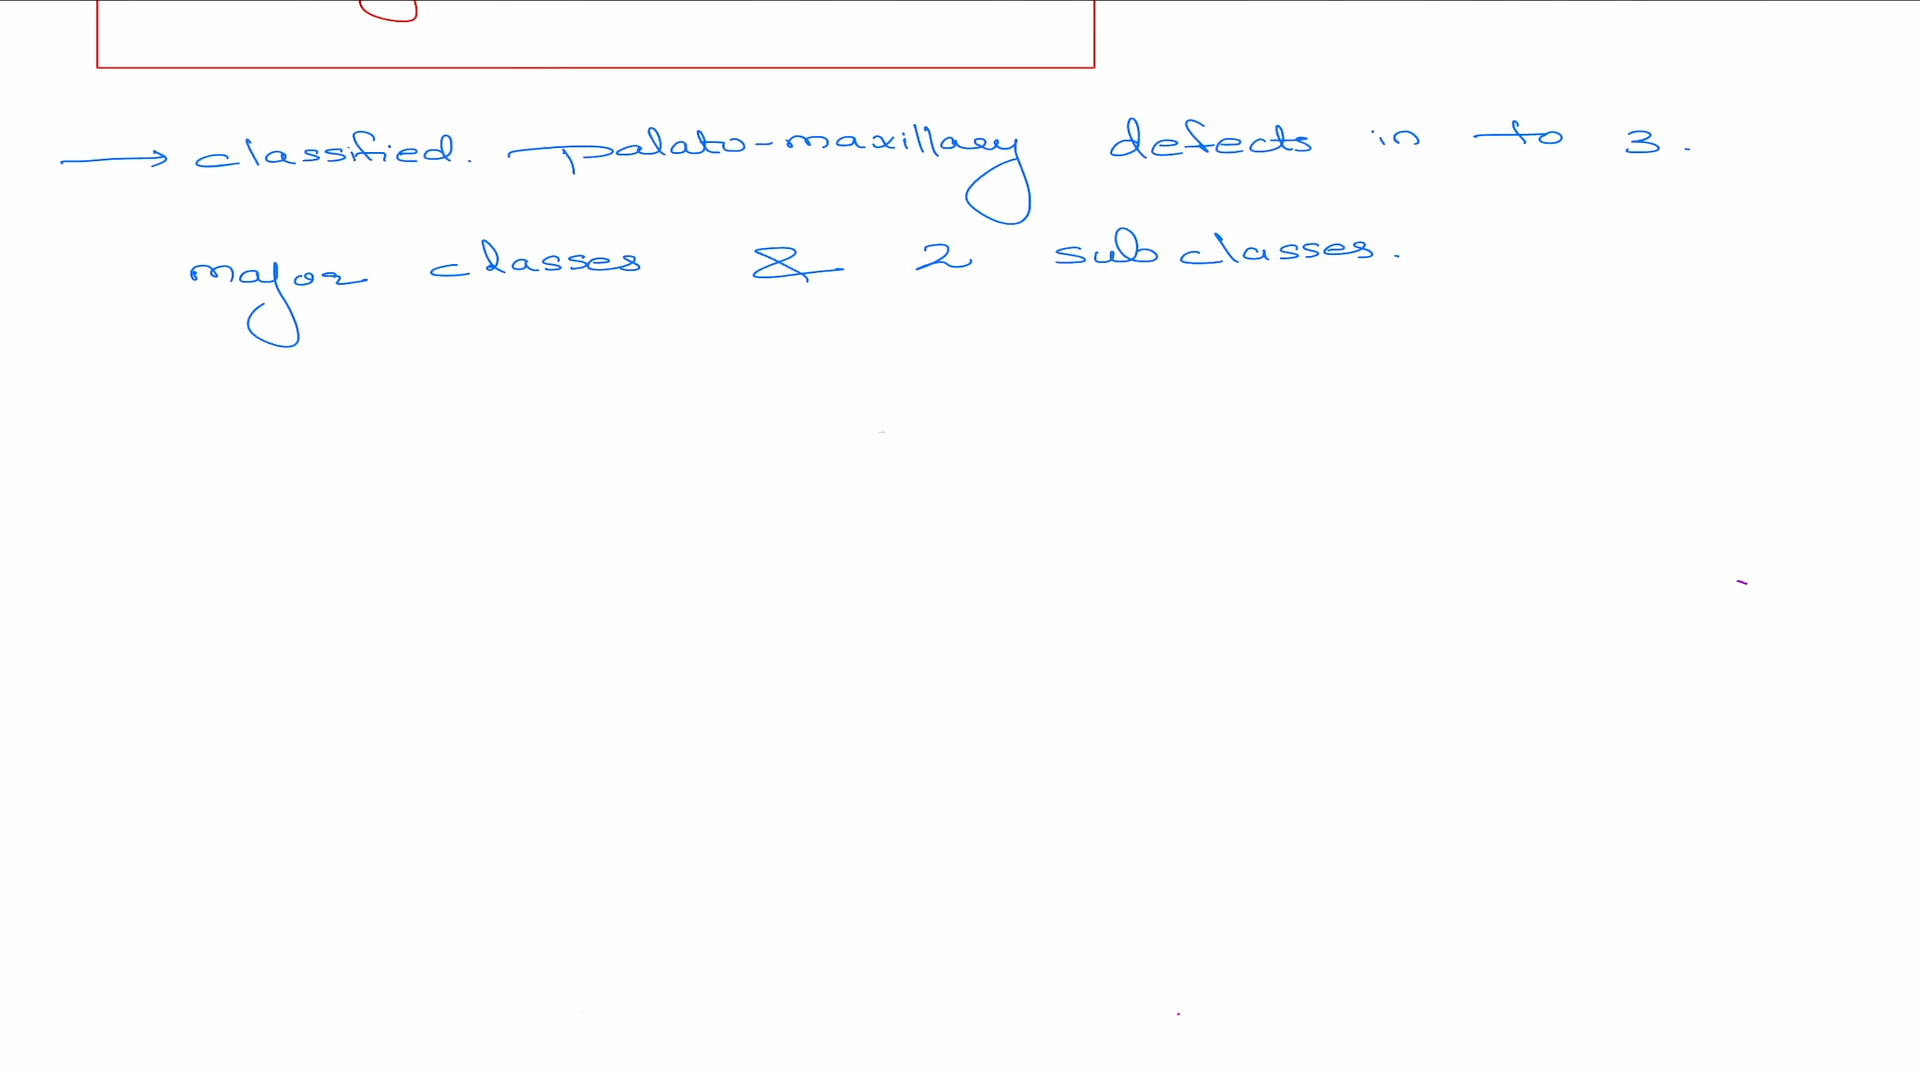 → classified. palato-maxillary defects in to 3.
major classes & 2 sub classes.